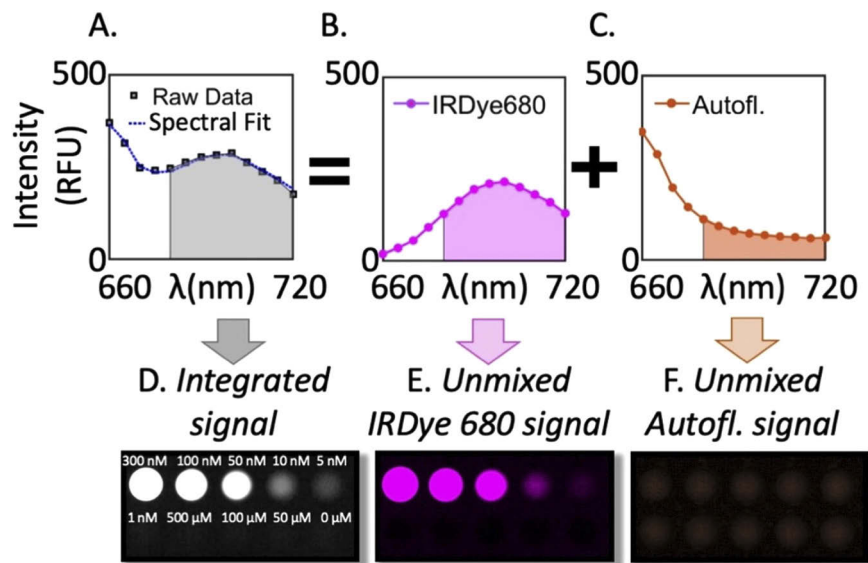 A.
B.
C.
500
500
500
Raw Data
Spectral Fit
IRDye680
Autofl.
Intensity
(RFU)
=
+
0
0
0
660 λ(nm) 720
660 λ(nm) 720
660 λ(nm) 720
D. Integrated
signal
E. Unmixed
IRDye 680 signal
F. Unmixed
Autofl. signal
300 nM 100 nM 50 nM 10 nM 5 nM
1 nM 500 µM 100 µM 50 µM 0 µM